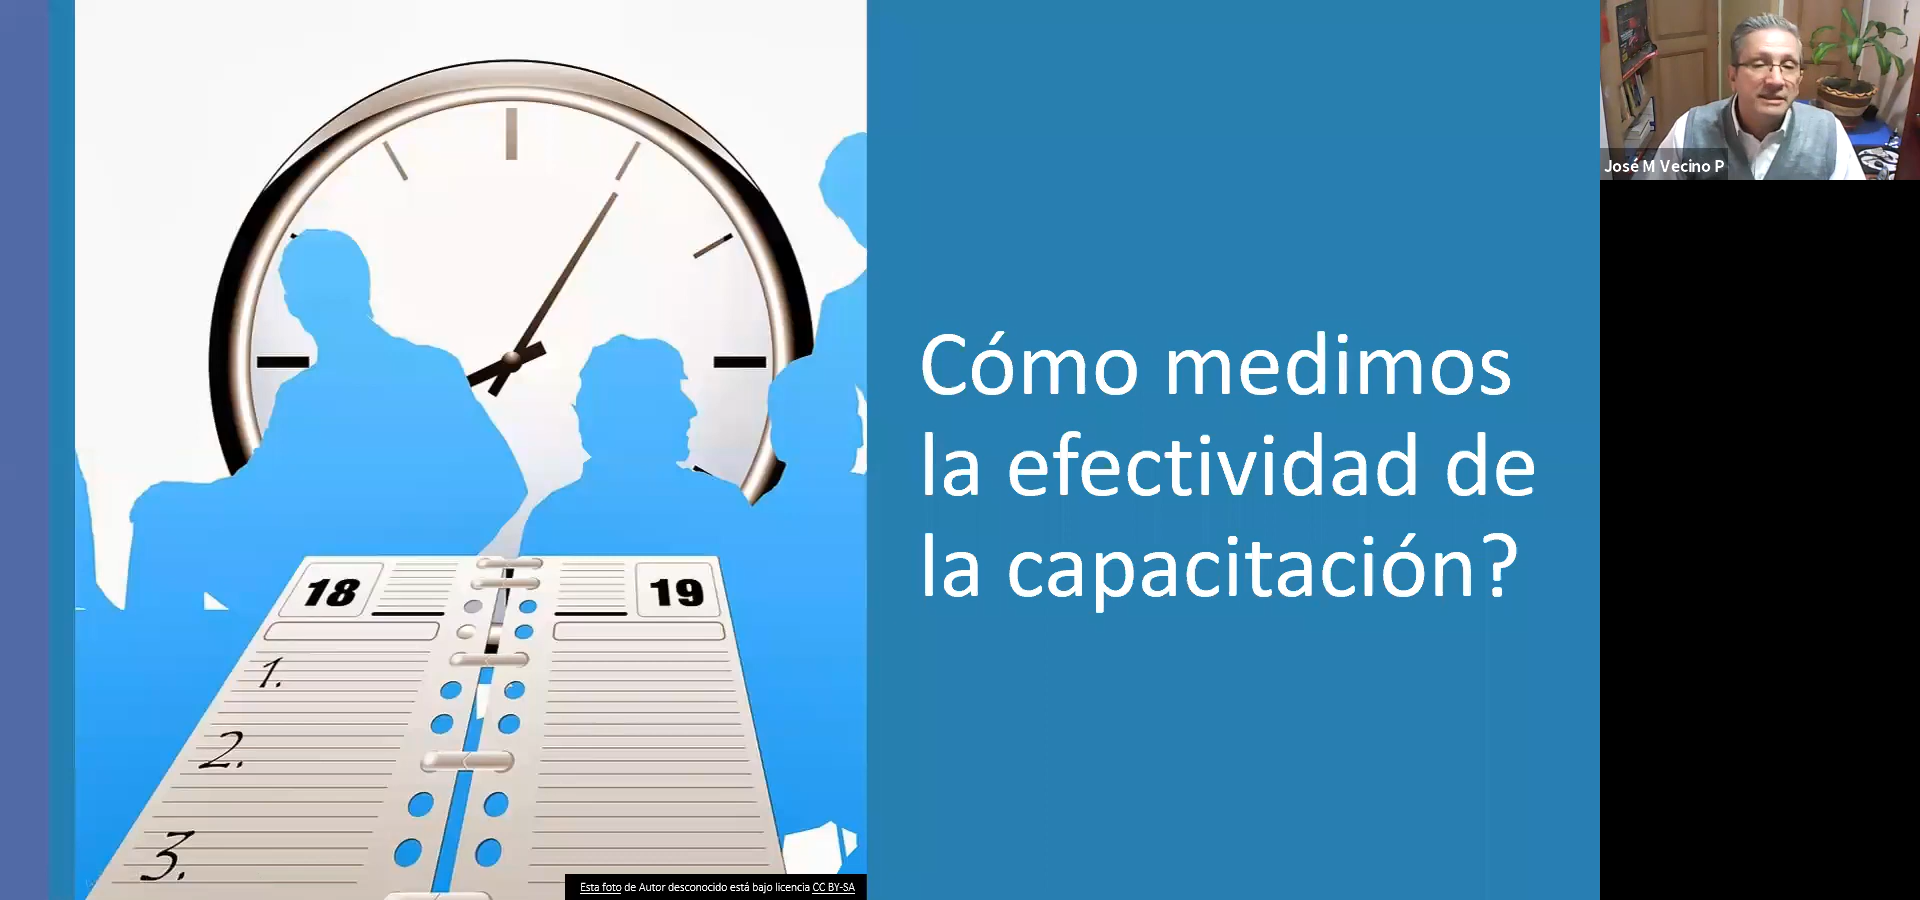 José M Vecino P
Cómo medimos
la efectividad de
la capacitación?
18
19
1.
2.
3.
Esta foto de Autor desconocido está bajo licencia CC BY-SA